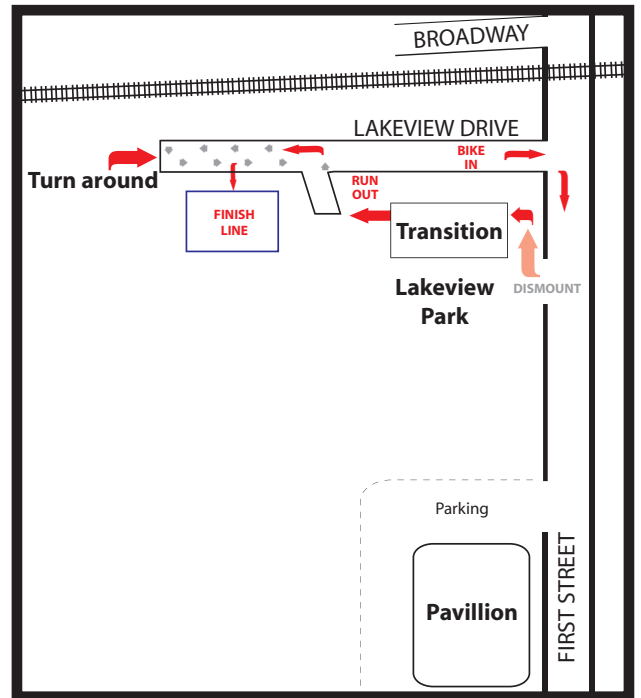 BROADWAY
LAKEVIEW DRIVE
BIKE
IN
Turn around
RUN
OUT
FINISH
LINE
Transition
Lakeview
Park
DISMOUNT
Parking
Pavillion
FIRST STREET